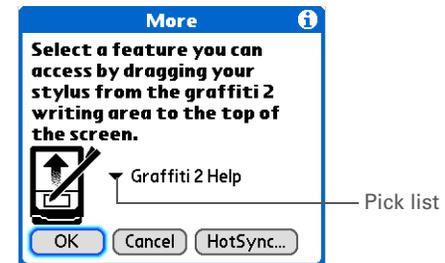 More
Select a feature you can
access by dragging your
stylus from the graffiti 2
writing area to the top of
the screen.
Graffiti 2 Help
Pick list
OK Cancel HotSync...